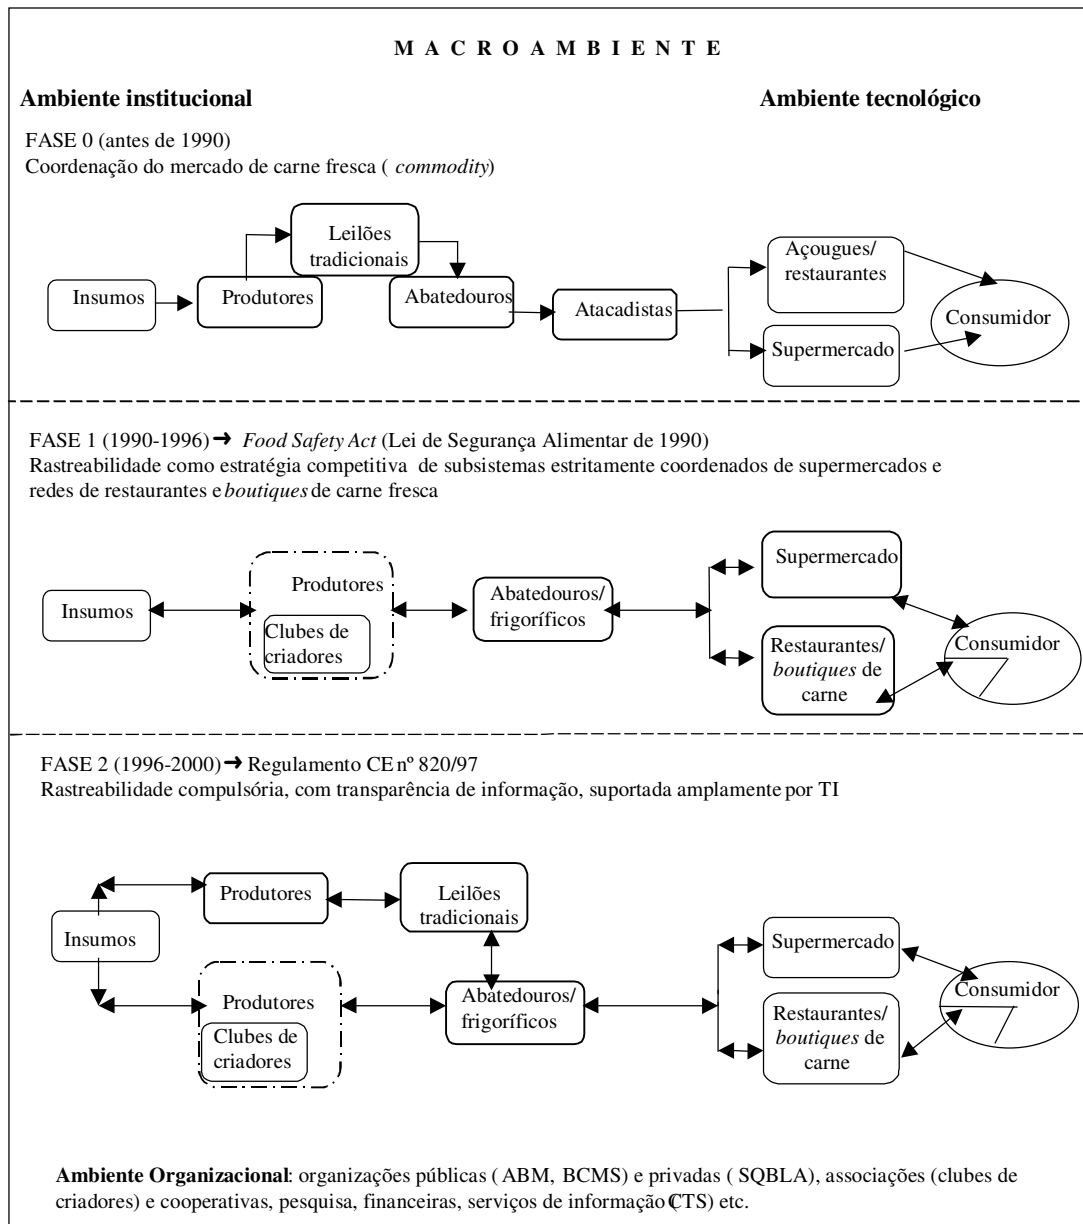 MACROAMBIENTE
Ambiente institucional
Ambiente tecnológico
FASE 0 (antes de 1990)
Coordenação do mercado de carne fresca ( commodity)
Insumos
Produtores
Leilões
tradicionais
Abatedouros
Atacadistas
Açougues/
restaurantes
Supermercado
Consumidor
FASE 1 (1990-1996) ➔ Food Safety Act (Lei de Segurança Alimentar de 1990)
Rastreabilidade como estratégia competitiva de subsistemas estritamente coordenados de supermercados e
redes de restaurantes e boutiques de carne fresca
Insumos
Produtores
Clubes de
criadores
Abatedouros/
frigoríficos
Supermercado
Restaurantes/
boutiques de
carne
Consumidor
FASE 2 (1996-2000) ➔ Regulamento CE nº 820/97
Rastreabilidade compulsória, com transparência de informação, suportada amplamente por TI
Insumos
Produtores
Leilões
tradicionais
Produtores
Clubes de
criadores
Abatedouros/
frigoríficos
Supermercado
Restaurantes/
boutiques de
carne
Consumidor
Ambiente Organizacional: organizações públicas ( ABM, BCMS) e privadas ( SQBLA), associações (clubes de
criadores) e cooperativas, pesquisa, financeiras, serviços de informação (CTS) etc.